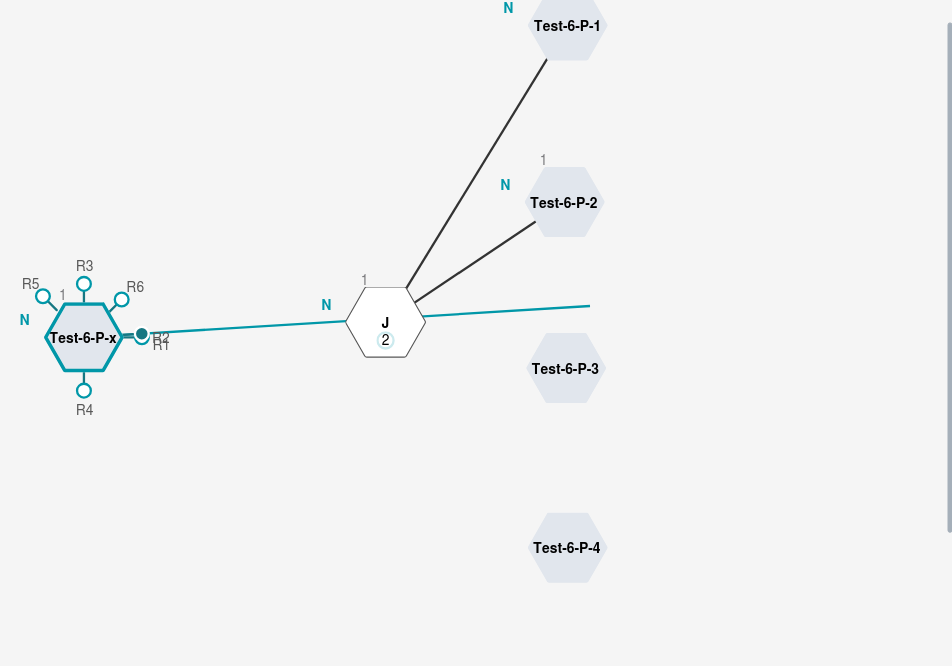 N
Test-6-P-1
1
N
Test-6-P-2
R3
R5
1
R6
N
Test-6-P-x
R2
R1
R4
1
N
J
2
Test-6-P-3
Test-6-P-4